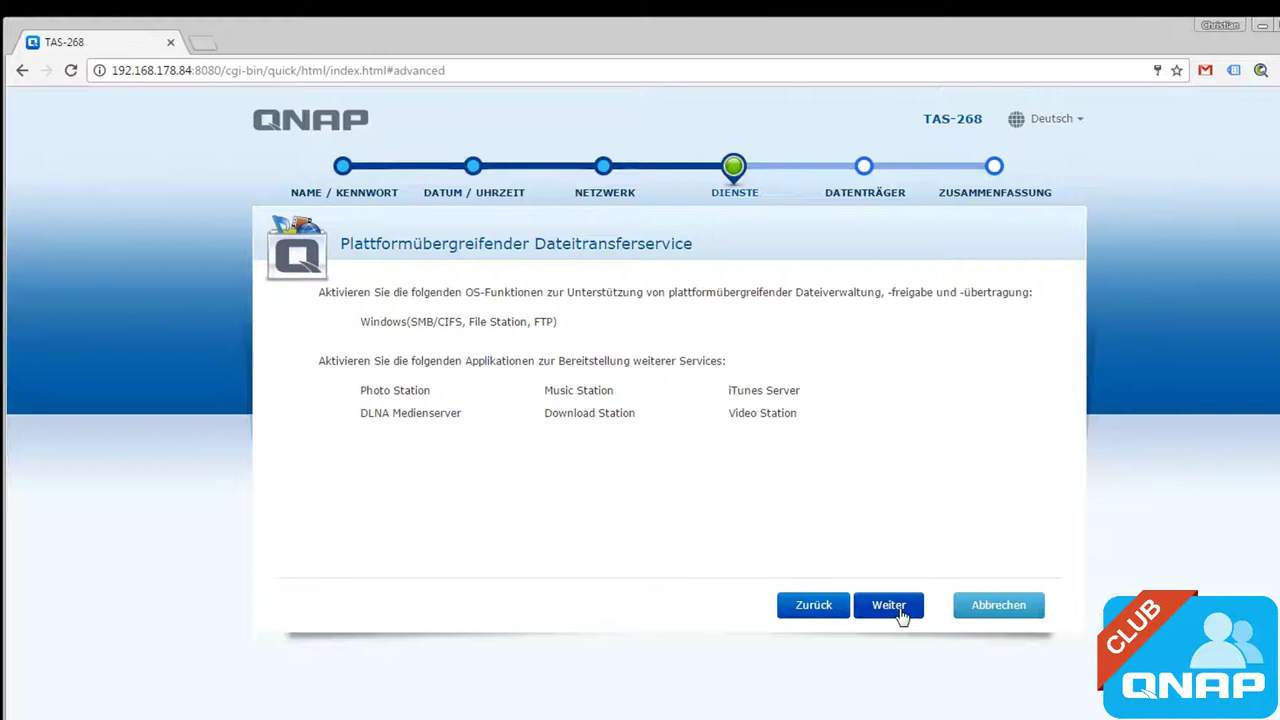 Christian
TAS-268
192.168.178.84:8080/cgi-bin/quick/html/index.html#advanced
QNAP
TAS-268
Deutsch
NAME / KENNWORT
DATUM / UHRZEIT
NETZWERK
DIENSTE
DATENTRÄGER
ZUSAMMENFASSUNG
Plattformübergreifender Dateitransferservice
Aktivieren Sie die folgenden OS-Funktionen zur Unterstützung von plattformübergreifender Dateiverwaltung, -freigabe und -übertragung:
Windows(SMB/CIFS, File Station, FTP)
Aktivieren Sie die folgenden Applikationen zur Bereitstellung weiterer Services:
Photo Station Music Station iTunes Server
DLNA Medienserver Download Station Video Station
Zurück Weiter Abbrechen
CLUB
QNAP